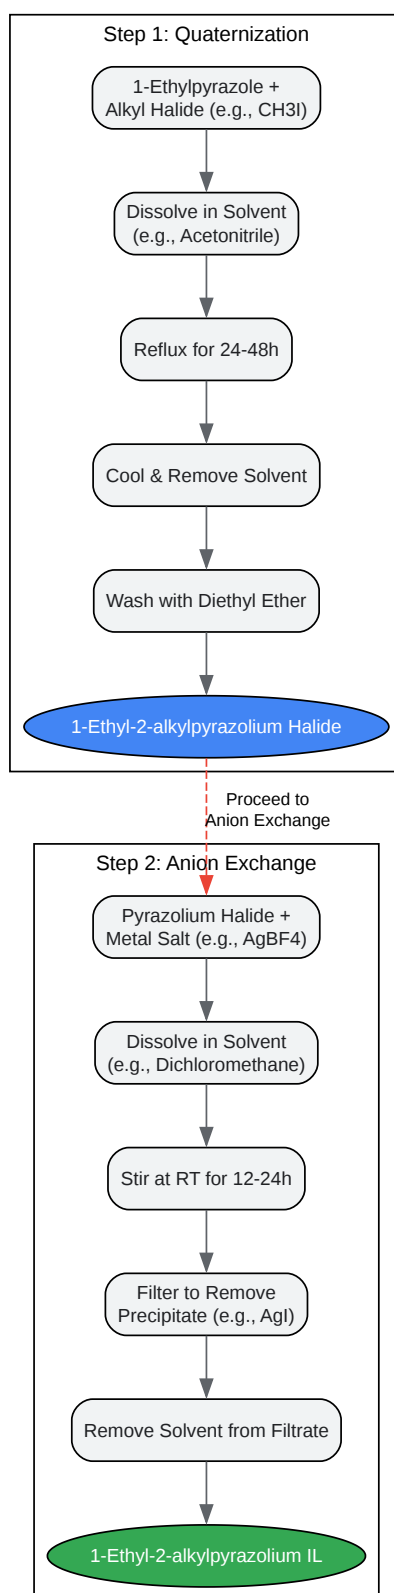 Step 1: Quaternization
1-Ethylpyrazole +
Alkyl Halide (e.g., CH3I)
Dissolve in Solvent
(e.g., Acetonitrile)
Reflux for 24-48h
Cool & Remove Solvent
Wash with Diethyl Ether
1-Ethyl-2-alkylpyrazolium Halide
Proceed to
Anion Exchange
Step 2: Anion Exchange
Pyrazolium Halide +
Metal Salt (e.g., AgBF4)
Dissolve in Solvent
(e.g., Dichloromethane)
Stir at RT for 12-24h
Filter to Remove
Precipitate (e.g., AgI)
Remove Solvent from Filtrate
1-Ethyl-2-alkylpyrazolium IL